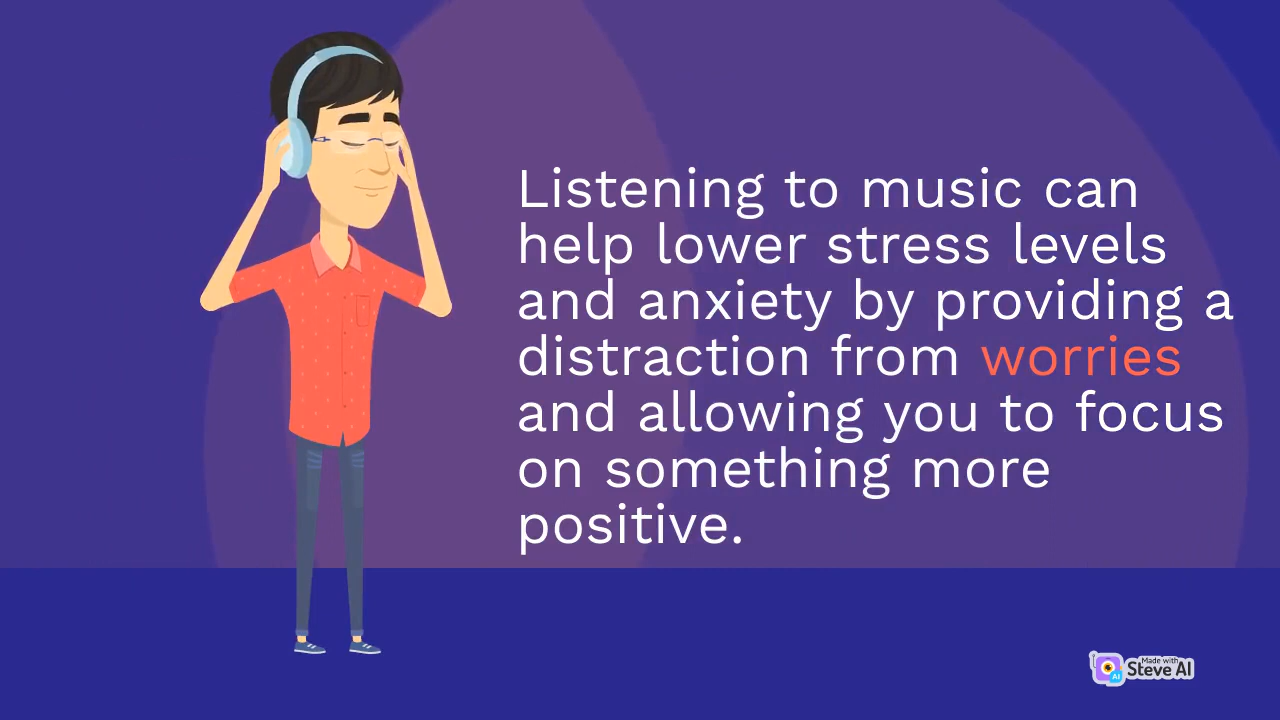 Listening to music can
help lower stress levels
and anxiety by providing a
distraction from worries
and allowing you to focus
on something more
positive.
Made with
Steve AI
AI